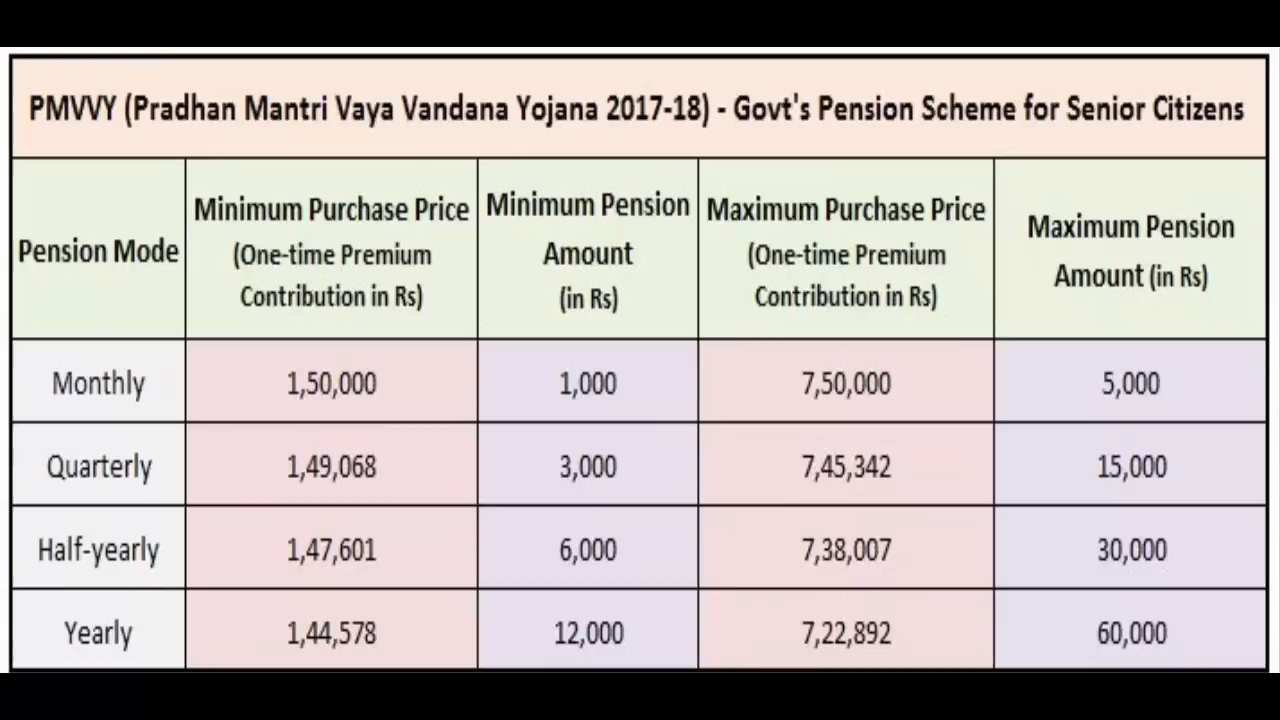 PMVVY (Pradhan Mantri Vaya Vandana Yojana 2017-18) - Govt's Pension Scheme for Senior Citizens
Pension Mode
Minimum Purchase Price
(One-time Premium
Contribution in Rs)
Minimum Pension
Amount
(in Rs)
Maximum Purchase Price
(One-time Premium
Contribution in Rs)
Maximum Pension
Amount (in Rs)
Monthly 1,50,000 1,000 7,50,000 5,000
Quarterly 1,49,068 3,000 7,45,342 15,000
Half-yearly 1,47,601 6,000 7,38,007 30,000
Yearly 1,44,578 12,000 7,22,892 60,000